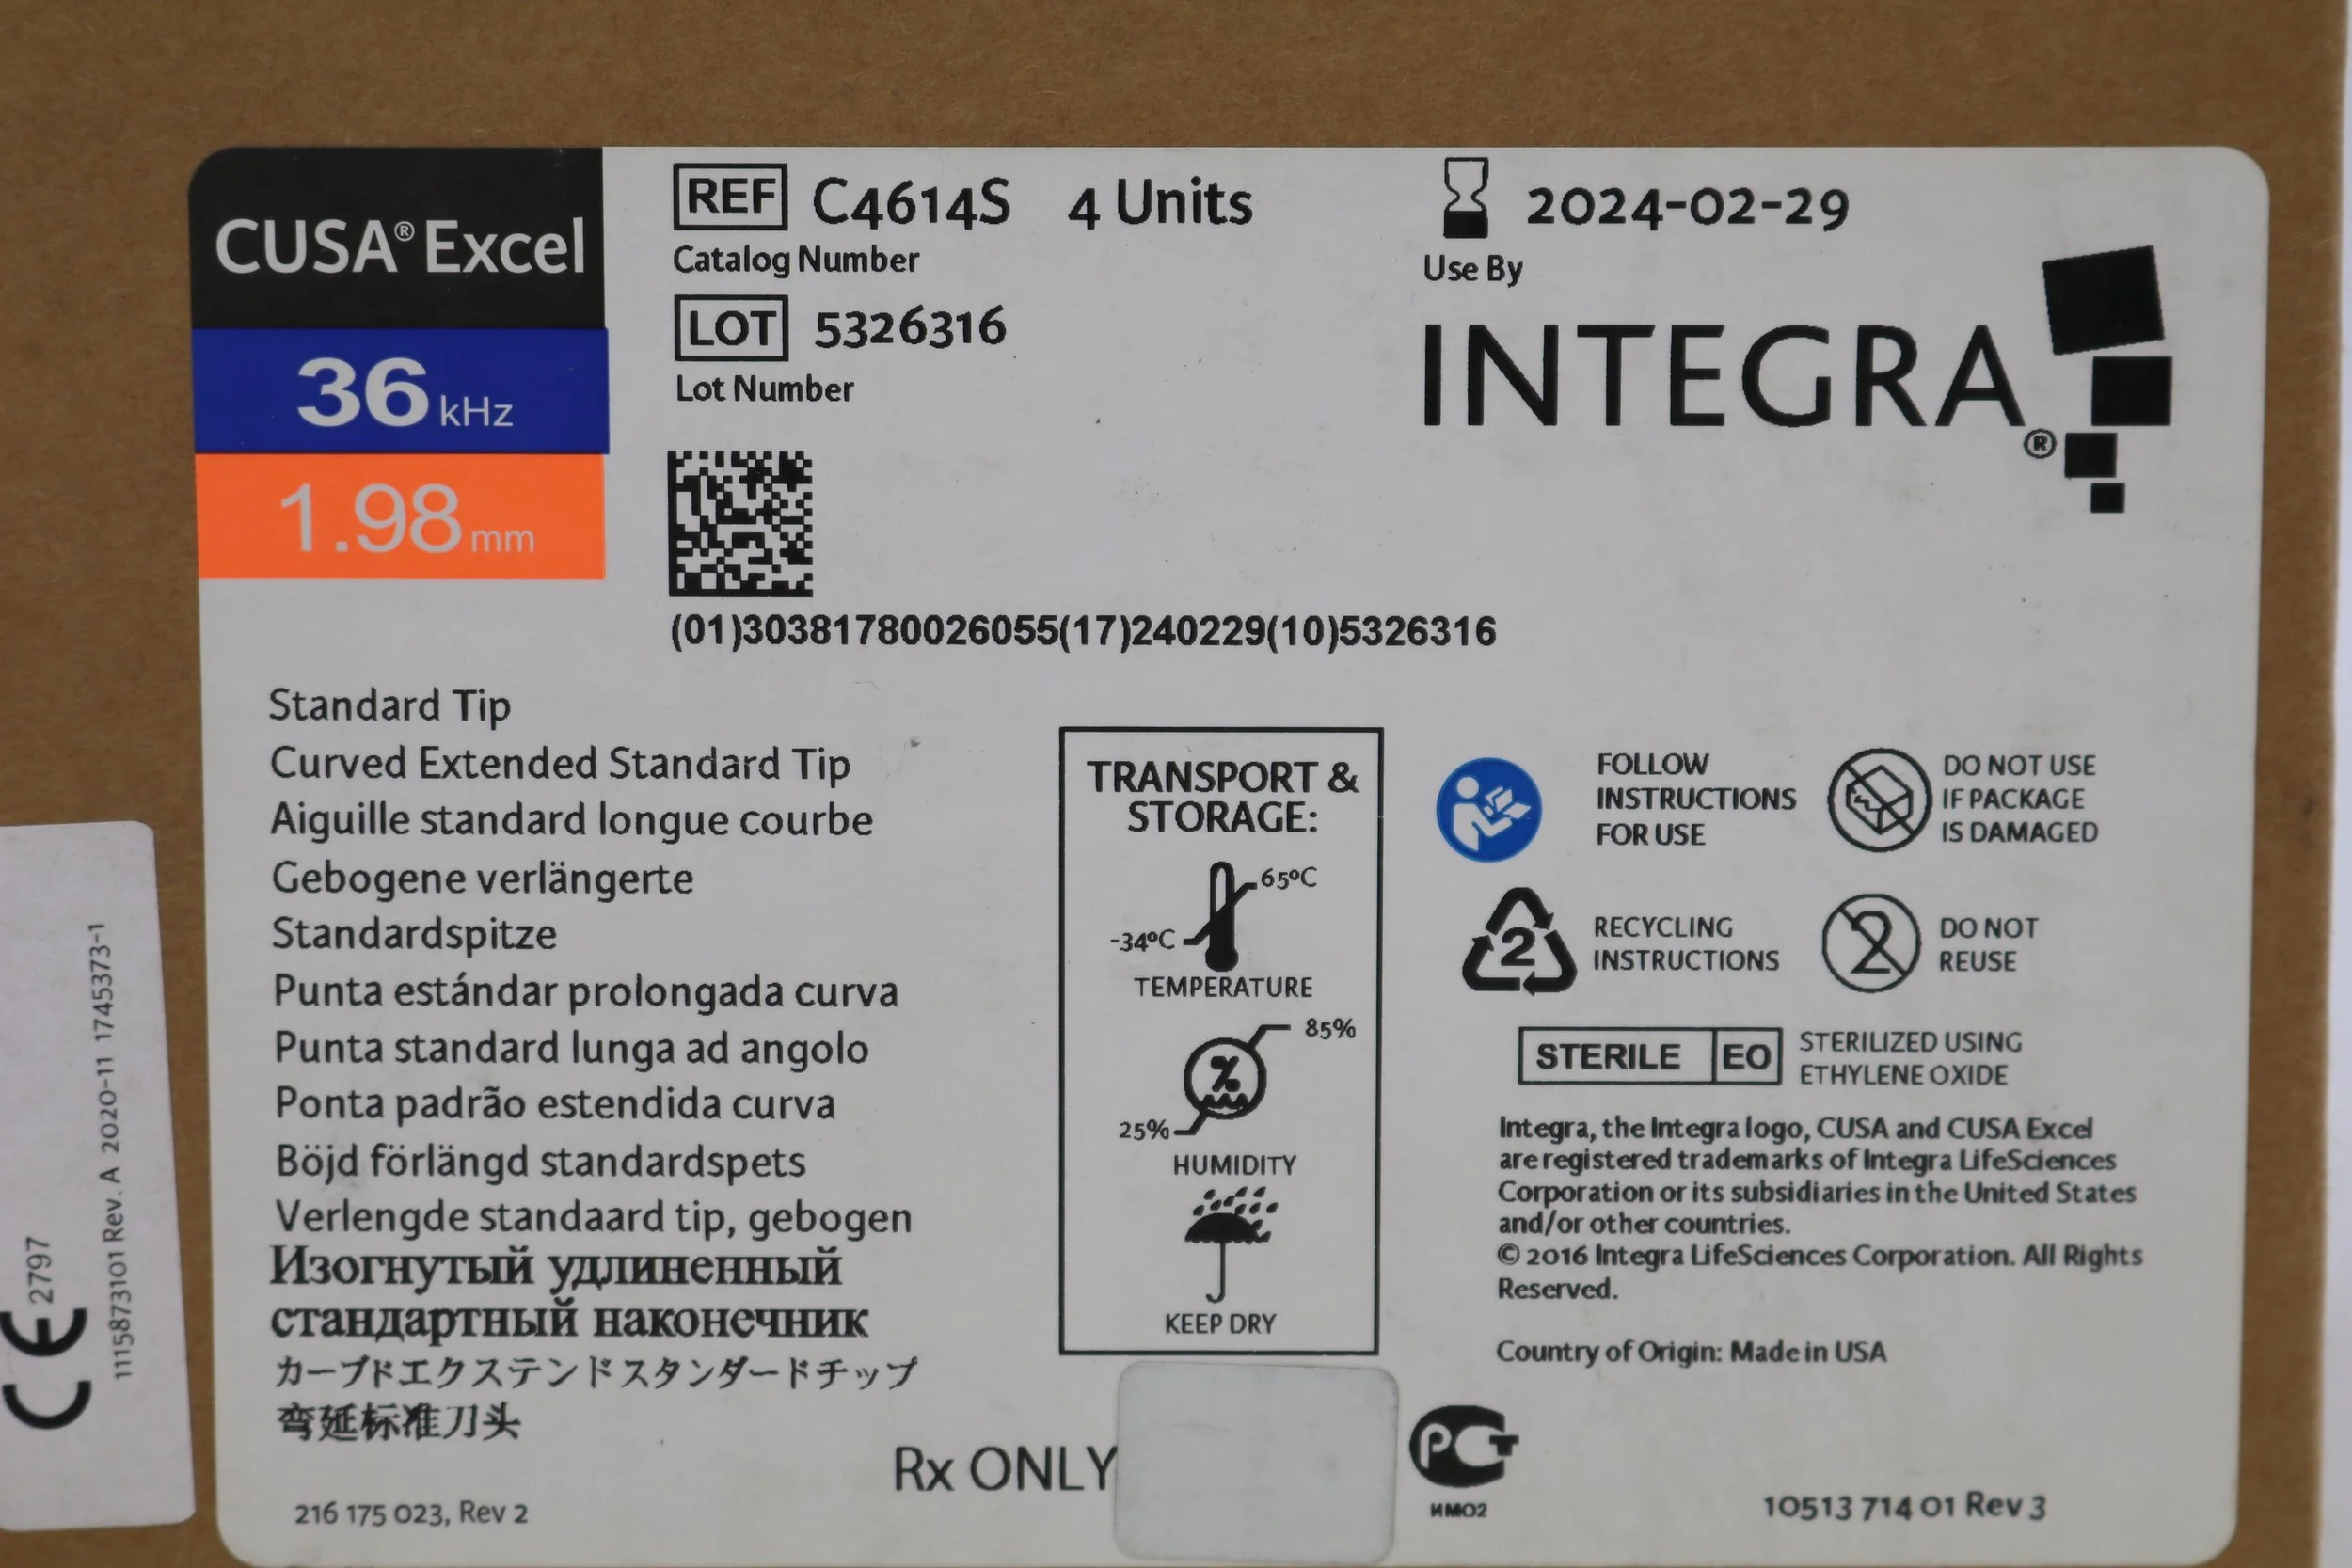 CUSA® Excel
36 kHz
1.98 mm
REF C4614S 4 Units
Catalog Number
LOT 5326316
Lot Number
2024-02-29
Use By
INTEGRA®
(01)30381780026055(17)240229(10)5326316
Standard Tip
Curved Extended Standard Tip
Aiguille standard longue courbe
Gebogene verlängerte
Standardspitze
Punta estándar prolongada curva
Punta standard lunga ad angolo
Ponta padrão estendida curva
Böjd förlängd standardspets
Verlengde standaard tip, gebogen
Изогнутый удлиненный
стандартный наконечник
カーブドエクステンドスタンダードチップ
弯延标准刀头
216 175 023, Rev 2
TRANSPORT &
STORAGE:
65ºC
-34ºC
TEMPERATURE
85%
%
25%
HUMIDITY
KEEP DRY
Rx ONLY
FOLLOW
INSTRUCTIONS
FOR USE
DO NOT USE
IF PACKAGE
IS DAMAGED
2
RECYCLING
INSTRUCTIONS
2
DO NOT
REUSE
STERILE EO
STERILIZED USING
ETHYLENE OXIDE
Integra, the Integra logo, CUSA and CUSA Excel
are registered trademarks of Integra LifeSciences
Corporation or its subsidiaries in the United States
and/or other countries.
© 2016 Integra LifeSciences Corporation. All Rights
Reserved.
Country of Origin: Made in USA
РСТ
ИМ02
10513 714 01 Rev 3
CE 2797
1115873101 Rev. A 2020-11 1745373-1